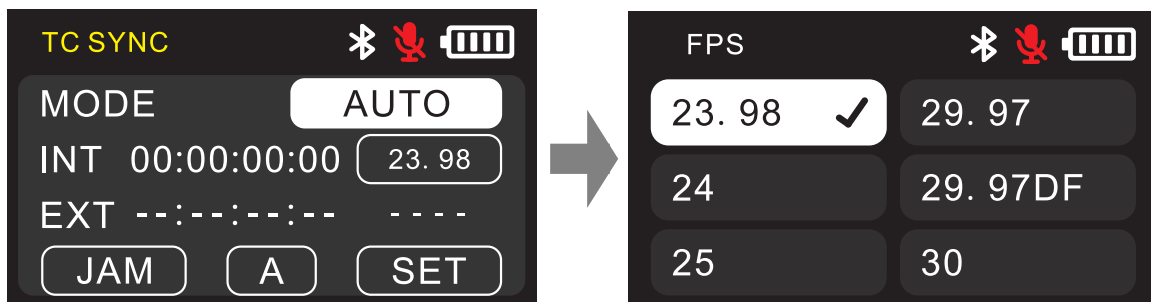 TC SYNC
MODE AUTO
INT 00:00:00:00 23. 98
EXT --:--:--:-- ----
JAM A SET
FPS
23. 98 29. 97
24 29. 97DF
25 30